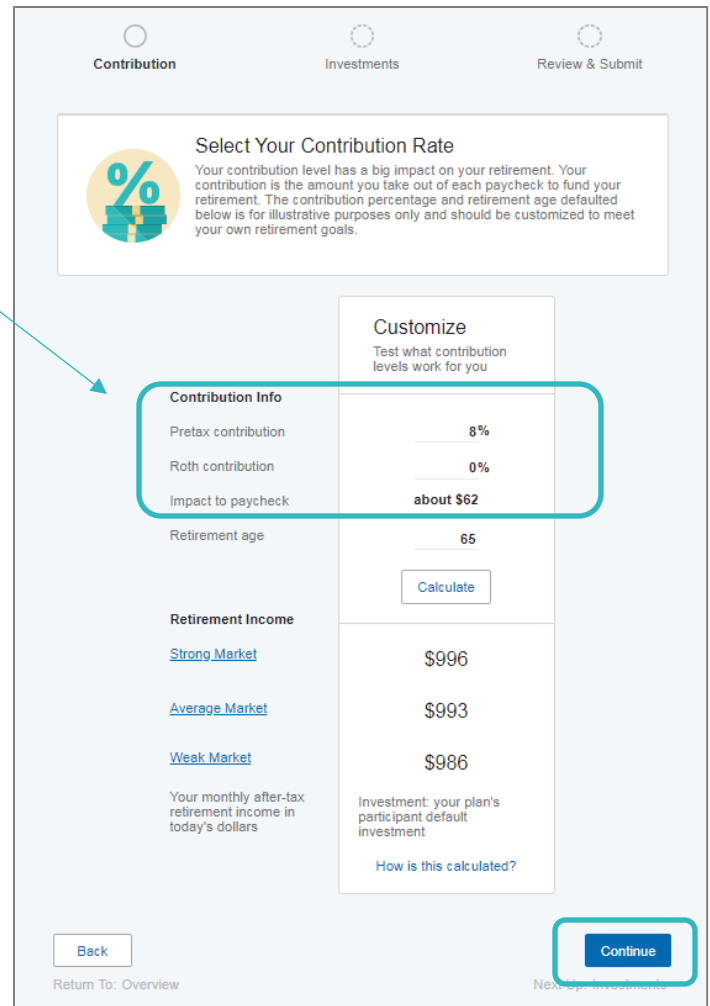 Contribution
Investments
Review & Submit
%
Select Your Contribution Rate
Your contribution level has a big impact on your retirement. Your
contribution is the amount you take out of each paycheck to fund your
retirement. The contribution percentage and retirement age defaulted
below is for illustrative purposes only and should be customized to meet
your own retirement goals.
Customize
Test what contribution
levels work for you
Contribution Info
Pretax contribution 8%
Roth contribution 0%
Impact to paycheck about $62
Retirement age 65
Calculate
Retirement Income
Strong Market $996
Average Market $993
Weak Market $986
Your monthly after-tax
retirement income in
today's dollars
Investment: your plan's
participant default
investment
How is this calculated?
Back
Continue
Return To: Overview
Next Up: Investments